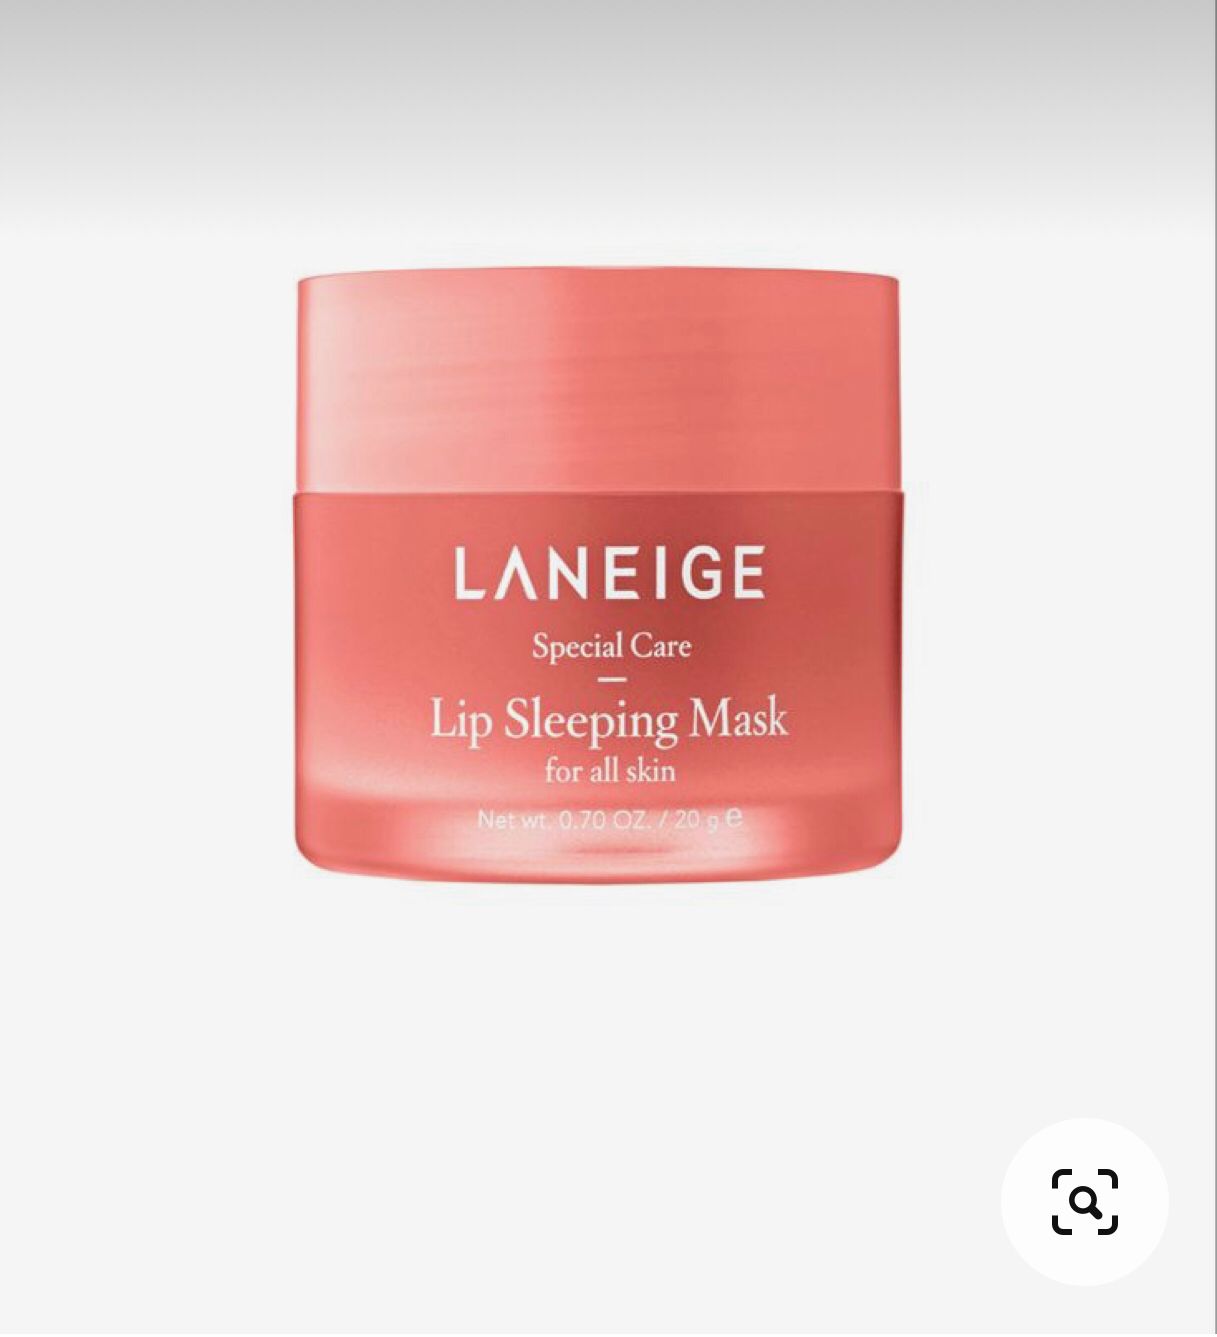 LANEIGE
Special Care
Lip Sleeping Mask
for all skin
Net wt. 0.70 OZ. / 20 g e